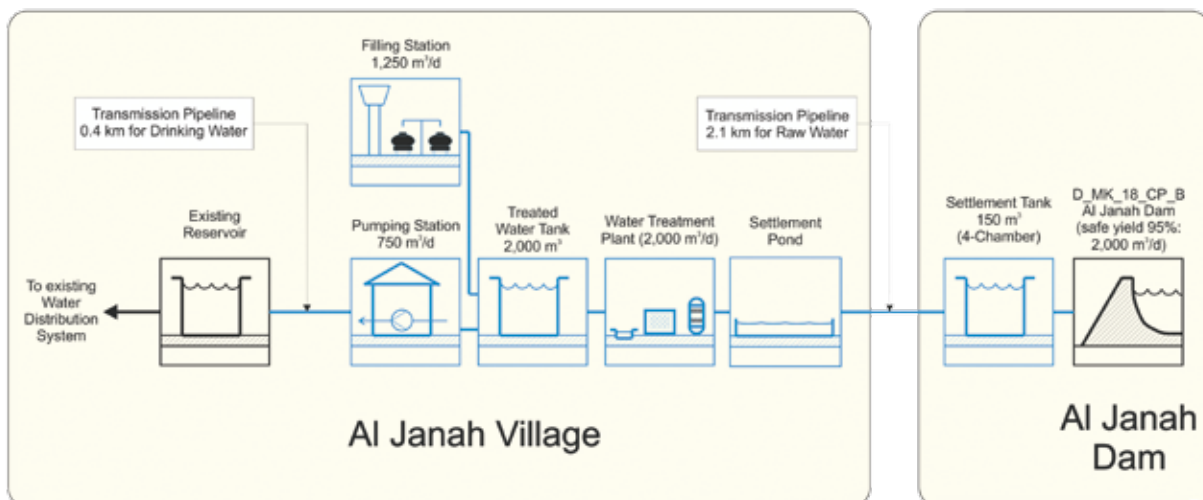 Filling Station
1,250 m³/d
Transmission Pipeline
0.4 km for Drinking Water
Transmission Pipeline
2.1 km for Raw Water
Existing
Reservoir
Pumping Station
750 m³/d
Treated
Water Tank
2,000 m³
Water Treatment
Plant (2,000 m³/d)
Settlement
Pond
Settlement Tank
150 m³
(4-Chamber)
D_MK_18_CP_B
Al Janah Dam
(safe yield 95%:
2,000 m³/d)
To existing
Water
Distribution
System
Al Janah Village
Al Janah
Dam